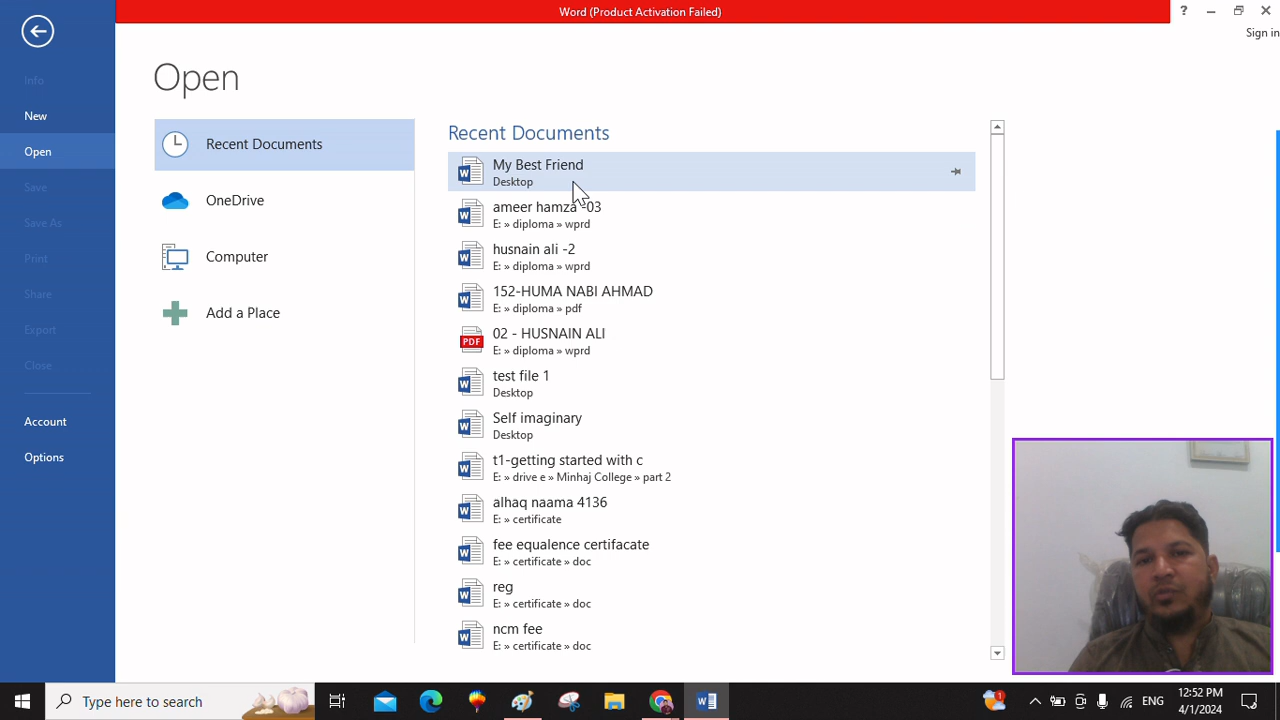 Word (Product Activation Failed)
?
Sign in
Info
New
Open
Save
Save As
Print
Share
Export
Close
Account
Options
Open
Recent Documents
OneDrive
Computer
Add a Place
Recent Documents
My Best Friend
Desktop
ameer hamza -03
E: » diploma » wprd
husnain ali -2
E: » diploma » wprd
152-HUMA NABI AHMAD
E: » diploma » pdf
PDF
02 - HUSNAIN ALI
E: » diploma » wprd
test file 1
Desktop
Self imaginary
Desktop
t1-getting started with c
E: » drive e » Minhaj College » part 2
alhaq naama 4136
E: » certificate
fee equalence certifacate
E: » certificate » doc
reg
E: » certificate » doc
ncm fee
E: » certificate » doc
Type here to search
1
ENG
12:52 PM
4/1/2024